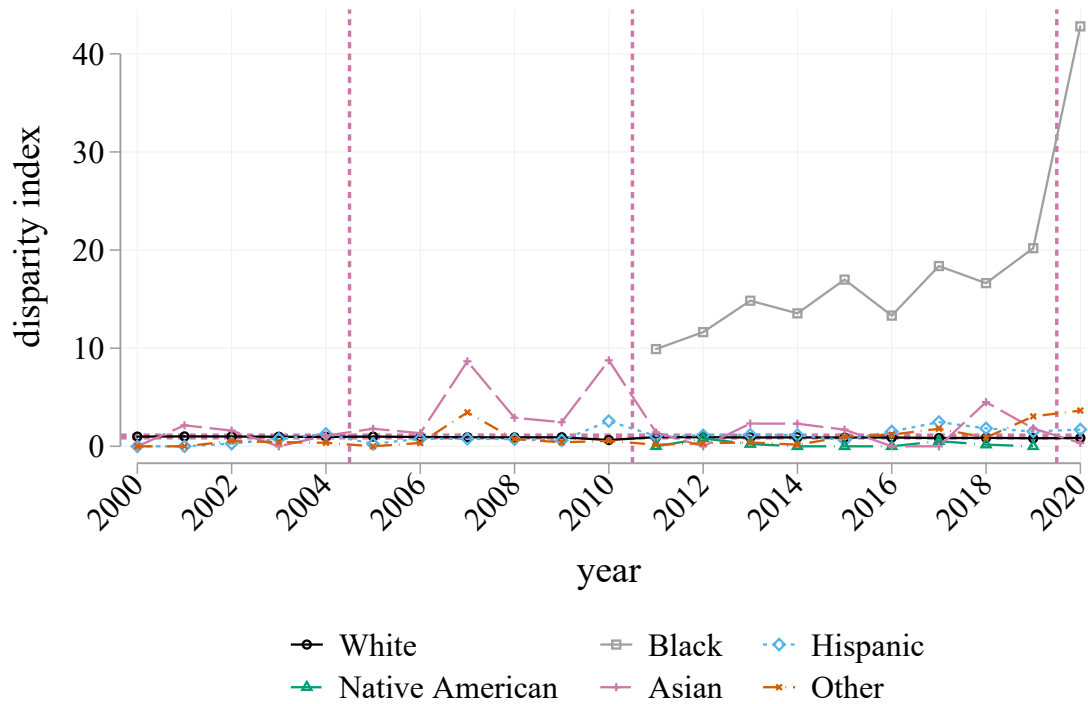 disparity index
40
30
20
10
0
2000 2002 2004 2006 2008 2010 2012 2014 2016 2018 2020
year
White Black Hispanic
Native American Asian Other